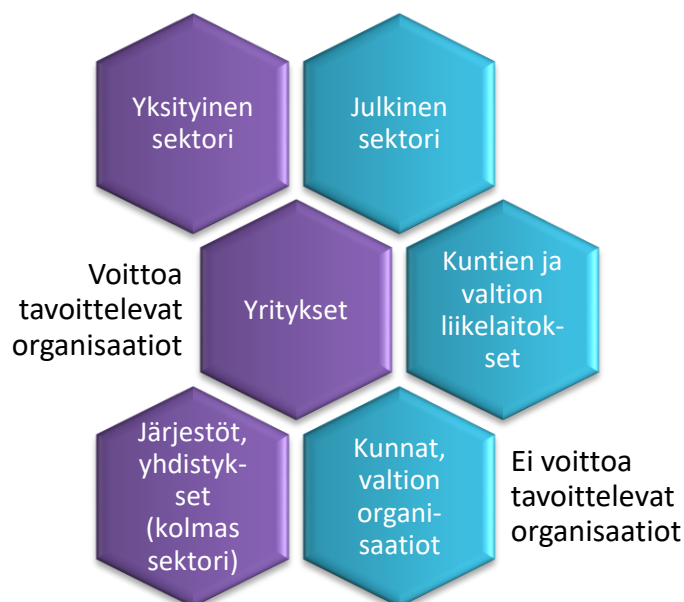 Yksityinen
sektori
Julkinen
sektori
Voittoa
tavoittelevat
organisaatiot
Yritykset
Kuntien ja
valtion
liikelaitok-
set
Järjestöt,
yhdistyk-
set
(kolmas
sektori)
Kunnat,
valtion
organi-
saatiot
Ei voittoa
tavoittelevat
organisaatiot